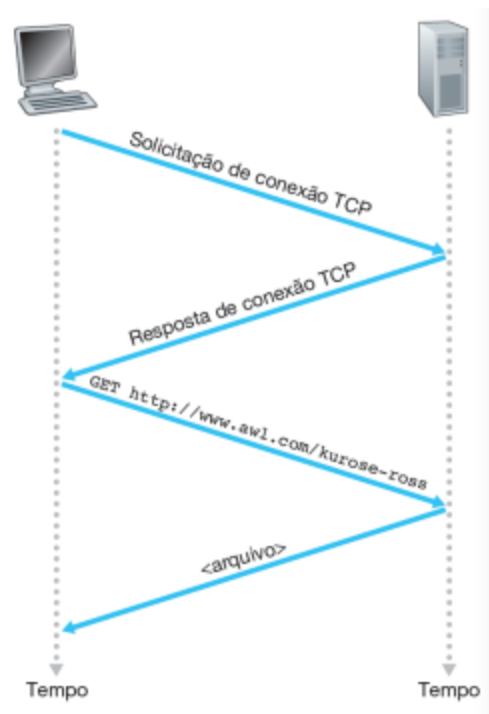 Solicitação de conexão TCP
Resposta de conexão TCP
GET http://www.awl.com/kurose-ross
<arquivo>
Tempo
Tempo